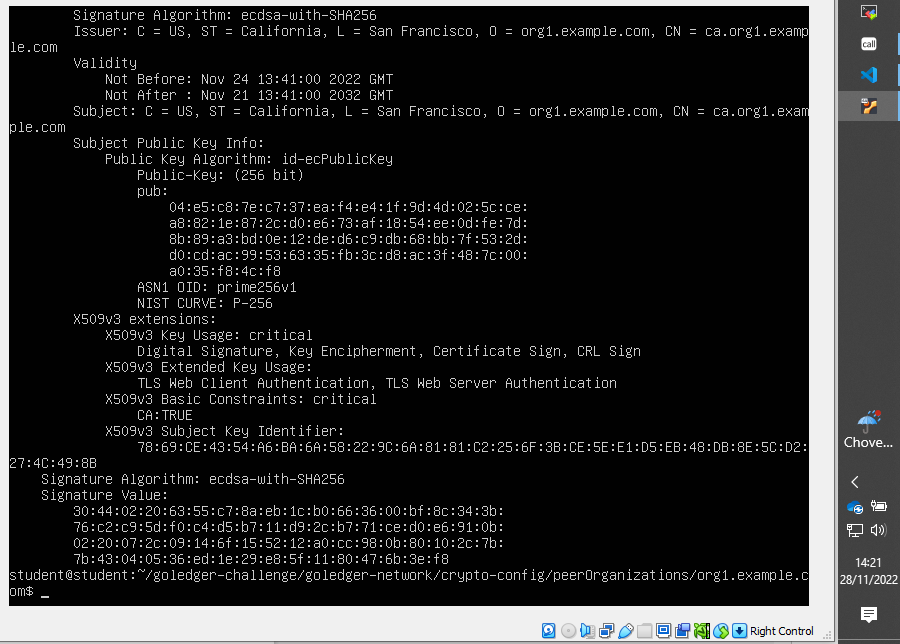 Signature Algorithm: ecdsa-with-SHA256
Issuer: C = US, ST = California, L = San Francisco, O = org1.example.com, CN = ca.org1.examp
le.com
Validity
Not Before: Nov 24 13:41:00 2022 GMT
Not After : Nov 21 13:41:00 2032 GMT
Subject: C = US, ST = California, L = San Francisco, O = org1.example.com, CN = ca.org1.exam
ple.com
Subject Public Key Info:
Public Key Algorithm: id-ecPublicKey
Public-Key: (256 bit)
pub:
04:e5:c8:7e:c7:37:ea:f4:e4:1f:9d:4d:02:5c:ce:
a8:82:1e:87:2c:d0:e6:73:af:18:54:ee:0d:fe:7d:
8b:89:a3:bd:0e:12:de:d6:c9:db:68:bb:7f:53:2d:
d0:cd:ac:99:53:63:35:fb:3c:d8:ac:3f:48:7c:00:
a0:35:f8:4c:f8
ASN1 OID: prime256v1
NIST CURVE: P-256
X509v3 extensions:
X509v3 Key Usage: critical
Digital Signature, Key Encipherment, Certificate Sign, CRL Sign
X509v3 Extended Key Usage:
TLS Web Client Authentication, TLS Web Server Authentication
X509v3 Basic Constraints: critical
CA:TRUE
X509v3 Subject Key Identifier:
78:69:CE:43:54:A6:BA:6A:58:22:9C:6A:81:81:C2:25:6F:3B:CE:5E:E1:D5:EB:48:DB:8E:5C:D2:
27:4C:49:8B
Signature Algorithm: ecdsa-with-SHA256
Signature Value:
30:44:02:20:63:55:c7:8a:eb:1c:b0:66:36:00:bf:8c:34:3b:
76:c2:c9:5d:f0:c4:d5:b7:11:d9:2c:b7:71:ce:d0:e6:91:0b:
02:20:07:2c:09:14:6f:15:52:12:a0:cc:98:0b:80:10:2c:7b:
7b:43:04:05:36:ed:1e:29:e8:5f:11:80:47:6b:3e:f8
student@student:~/goledger-challenge/goledger-network/crypto-config/peerOrganizations/org1.example.c
om$ _
Right Control
call
Chove...
14:21
28/11/2022